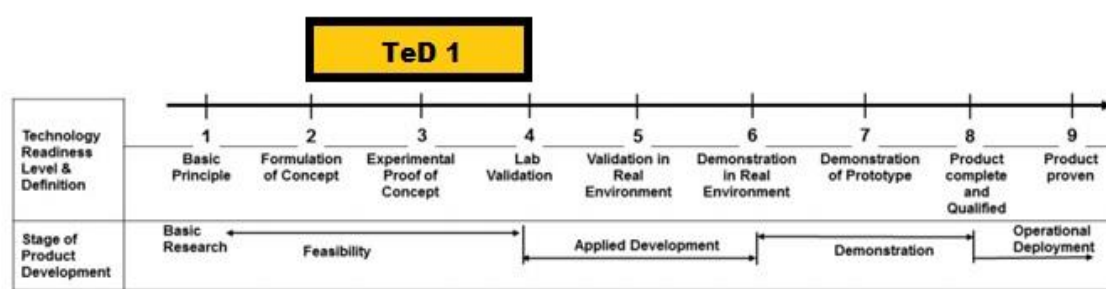 TeD 1
Technology
Readiness
Level &
Definition
1
Basic
Principle
2
Formulation
of Concept
3
Experimental
Proof of
Concept
4
Lab
Validation
5
Validation in
Real
Environment
6
Demonstration
in Real
Environment
7
Demonstration
of Prototype
8
Product
complete
and
Qualified
9
Product
proven
Stage of
Product
Development
Basic
Research
Feasibility
Applied Development
Demonstration
Operational
Deployment